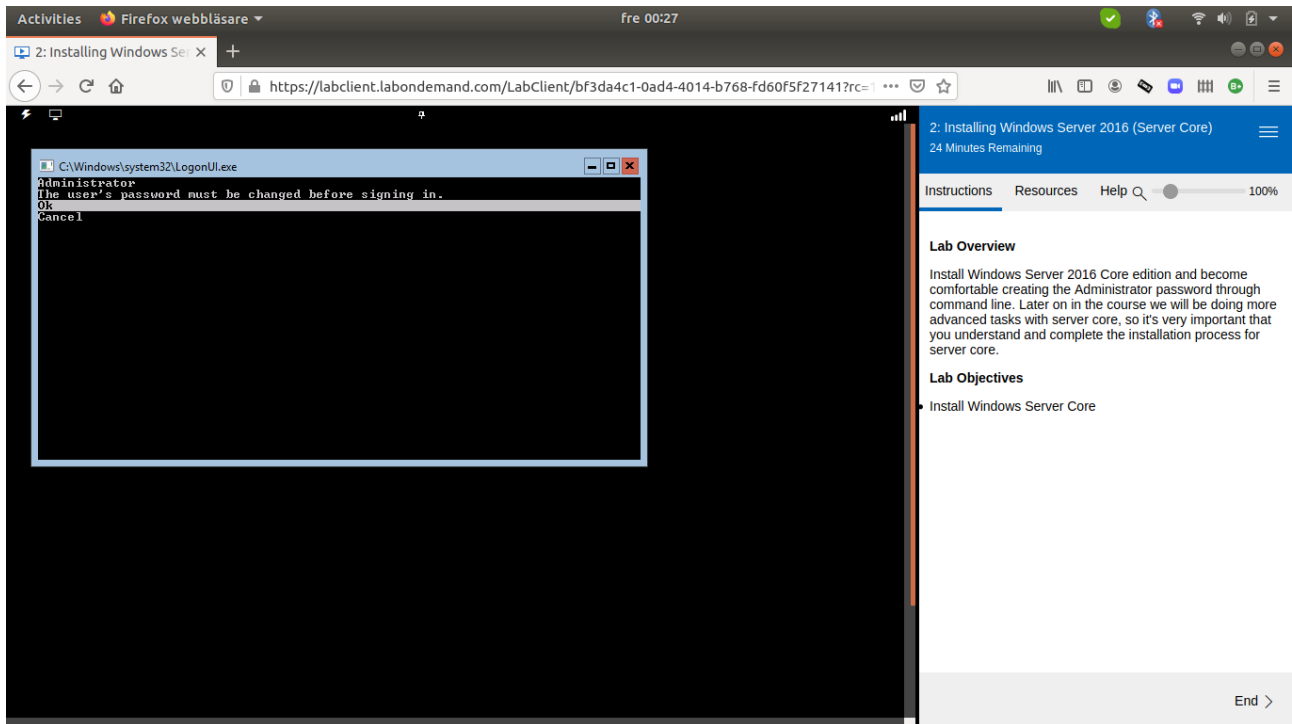 Activities Firefox webbläsare fre 00:27
2: Installing Windows Ser
https://labclient.labondemand.com/LabClient/bf3da4c1-0ad4-4014-b768-fd60f5f27141?rc=1
C:\Windows\system32\LogonUI.exe
Administrator
The user's password must be changed before signing in.
Ok
Cancel
2: Installing Windows Server 2016 (Server Core)
24 Minutes Remaining
Instructions Resources Help 100%
Lab Overview
Install Windows Server 2016 Core edition and become
comfortable creating the Administrator password through
command line. Later on in the course we will be doing more
advanced tasks with server core, so it's very important that
you understand and complete the installation process for
server core.
Lab Objectives
• Install Windows Server Core
End